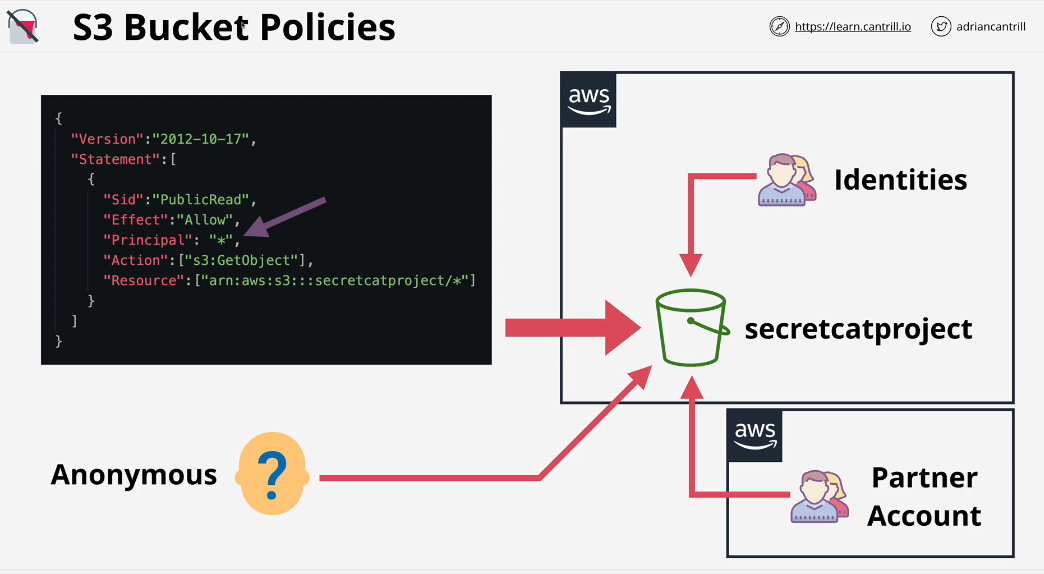 S3 Bucket Policies
https://learn.cantrill.io
adriancantrill
{
"Version":"2012-10-17",
"Statement":[
{
"Sid":"PublicRead",
"Effect":"Allow",
"Principal": "*",
"Action":["s3:GetObject"],
"Resource":["arn:aws:s3:::secretcatproject/*"]
}
]
}
aws
Identities
secretcatproject
Anonymous
?
aws
Partner
Account